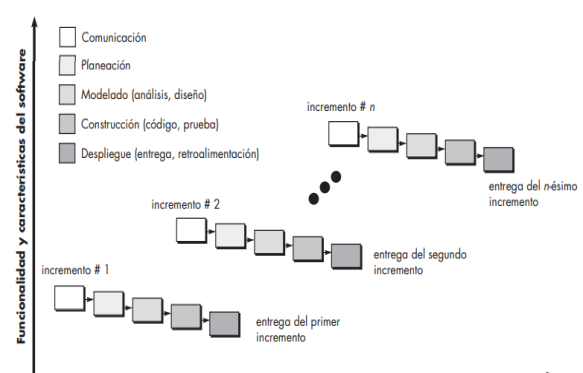 Funcionalidad y características del software
Comunicación
Planeación
Modelado (análisis, diseño)
Construcción (código, prueba)
Despliegue (entrega, retroalimentación)
incremento # n
entrega del n-ésimo
incremento
incremento # 2
entrega del segundo
incremento
incremento # 1
entrega del primer
incremento